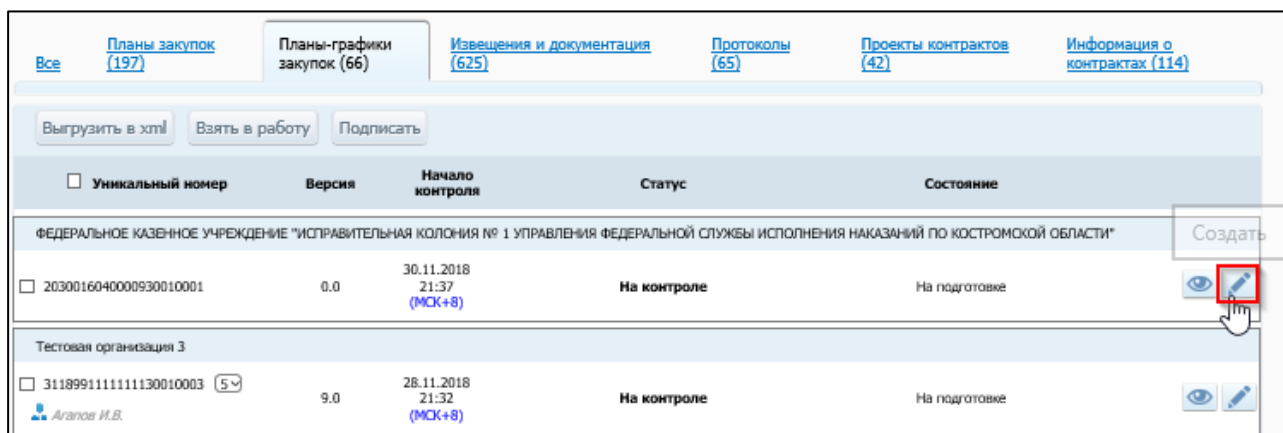 Все
Планы закупок
(197)
Планы-графики
закупок (66)
Извещения и документация
(625)
Протоколы
(65)
Проекты контрактов
(42)
Информация о
контрактах (114)
Выгрузить в xml
Взять в работу
Подписать
Уникальный номер
Версия
Начало
контроля
Статус
Состояние
ФЕДЕРАЛЬНОЕ КАЗЕННОЕ УЧРЕЖДЕНИЕ "ИСПРАВИТЕЛЬНАЯ КОЛОНИЯ № 1 УПРАВЛЕНИЯ ФЕДЕРАЛЬНОЙ СЛУЖБЫ ИСПОЛНЕНИЯ НАКАЗАНИЙ ПО КОСТРОМСКОЙ ОБЛАСТИ"
Создать
2030016040000930010001
0.0
30.11.2018
21:37
(МСК+8)
На контроле
На подготовке
Тестовая организация 3
3118991111111130010003 5
Агапов И.В.
9.0
28.11.2018
21:32
(МСК+8)
На контроле
На подготовке